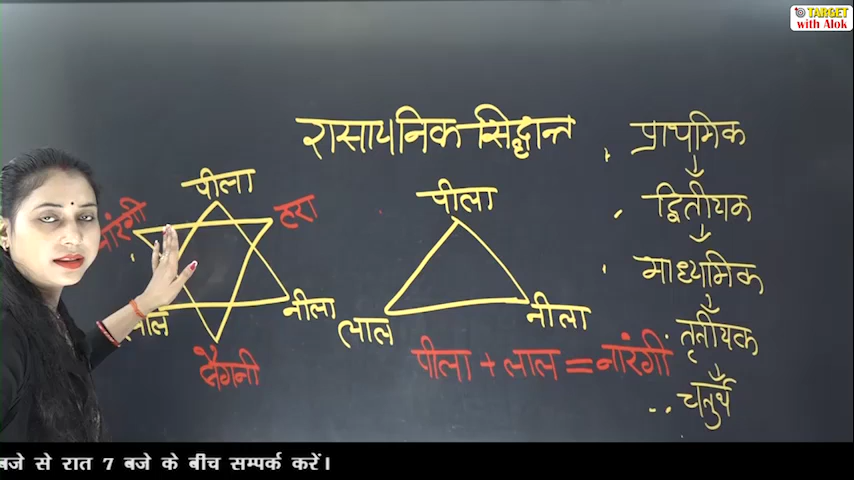 TARGET
with Alok
रासायनिक सिद्धान्त
पीला
नारंगी
हरा
लाल
नीला
बैगनी
पीला
लाल
नीला
पीला + लाल = नारंगी
प्राथमिक
द्वितीयक
माध्यमिक
तृतीयक
चतुर्थ
बजे से रात 7 बजे के बीच सम्पर्क करें।